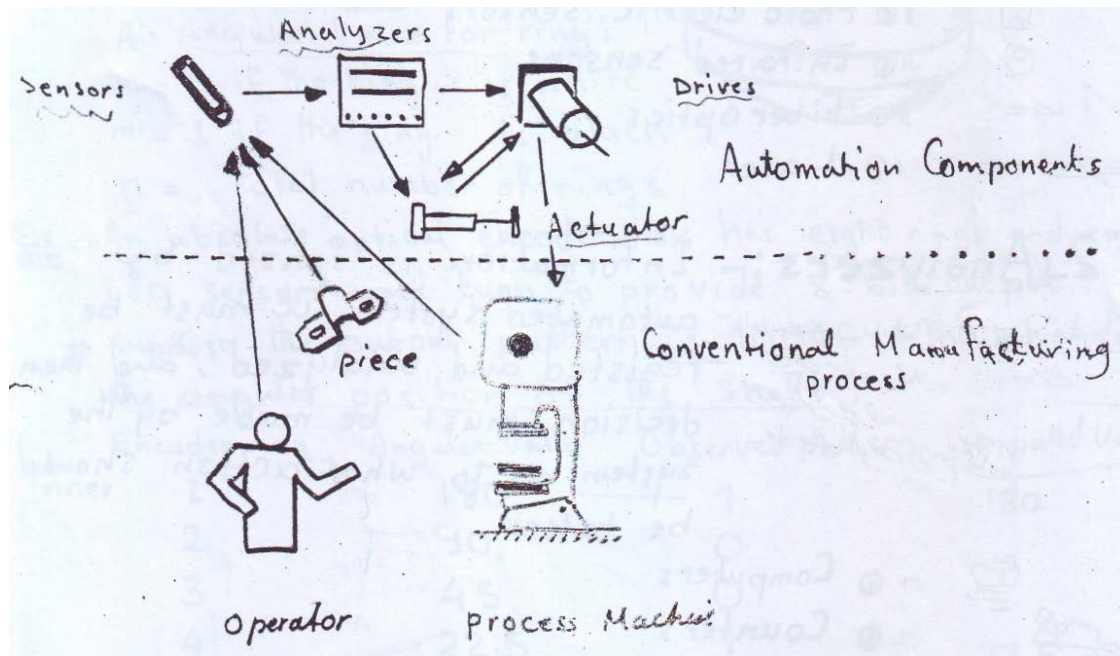 Analyzers
Sensors
Drives
Automation Components
Actuator
piece
Conventional Manufacturing
process
operator
process Machine